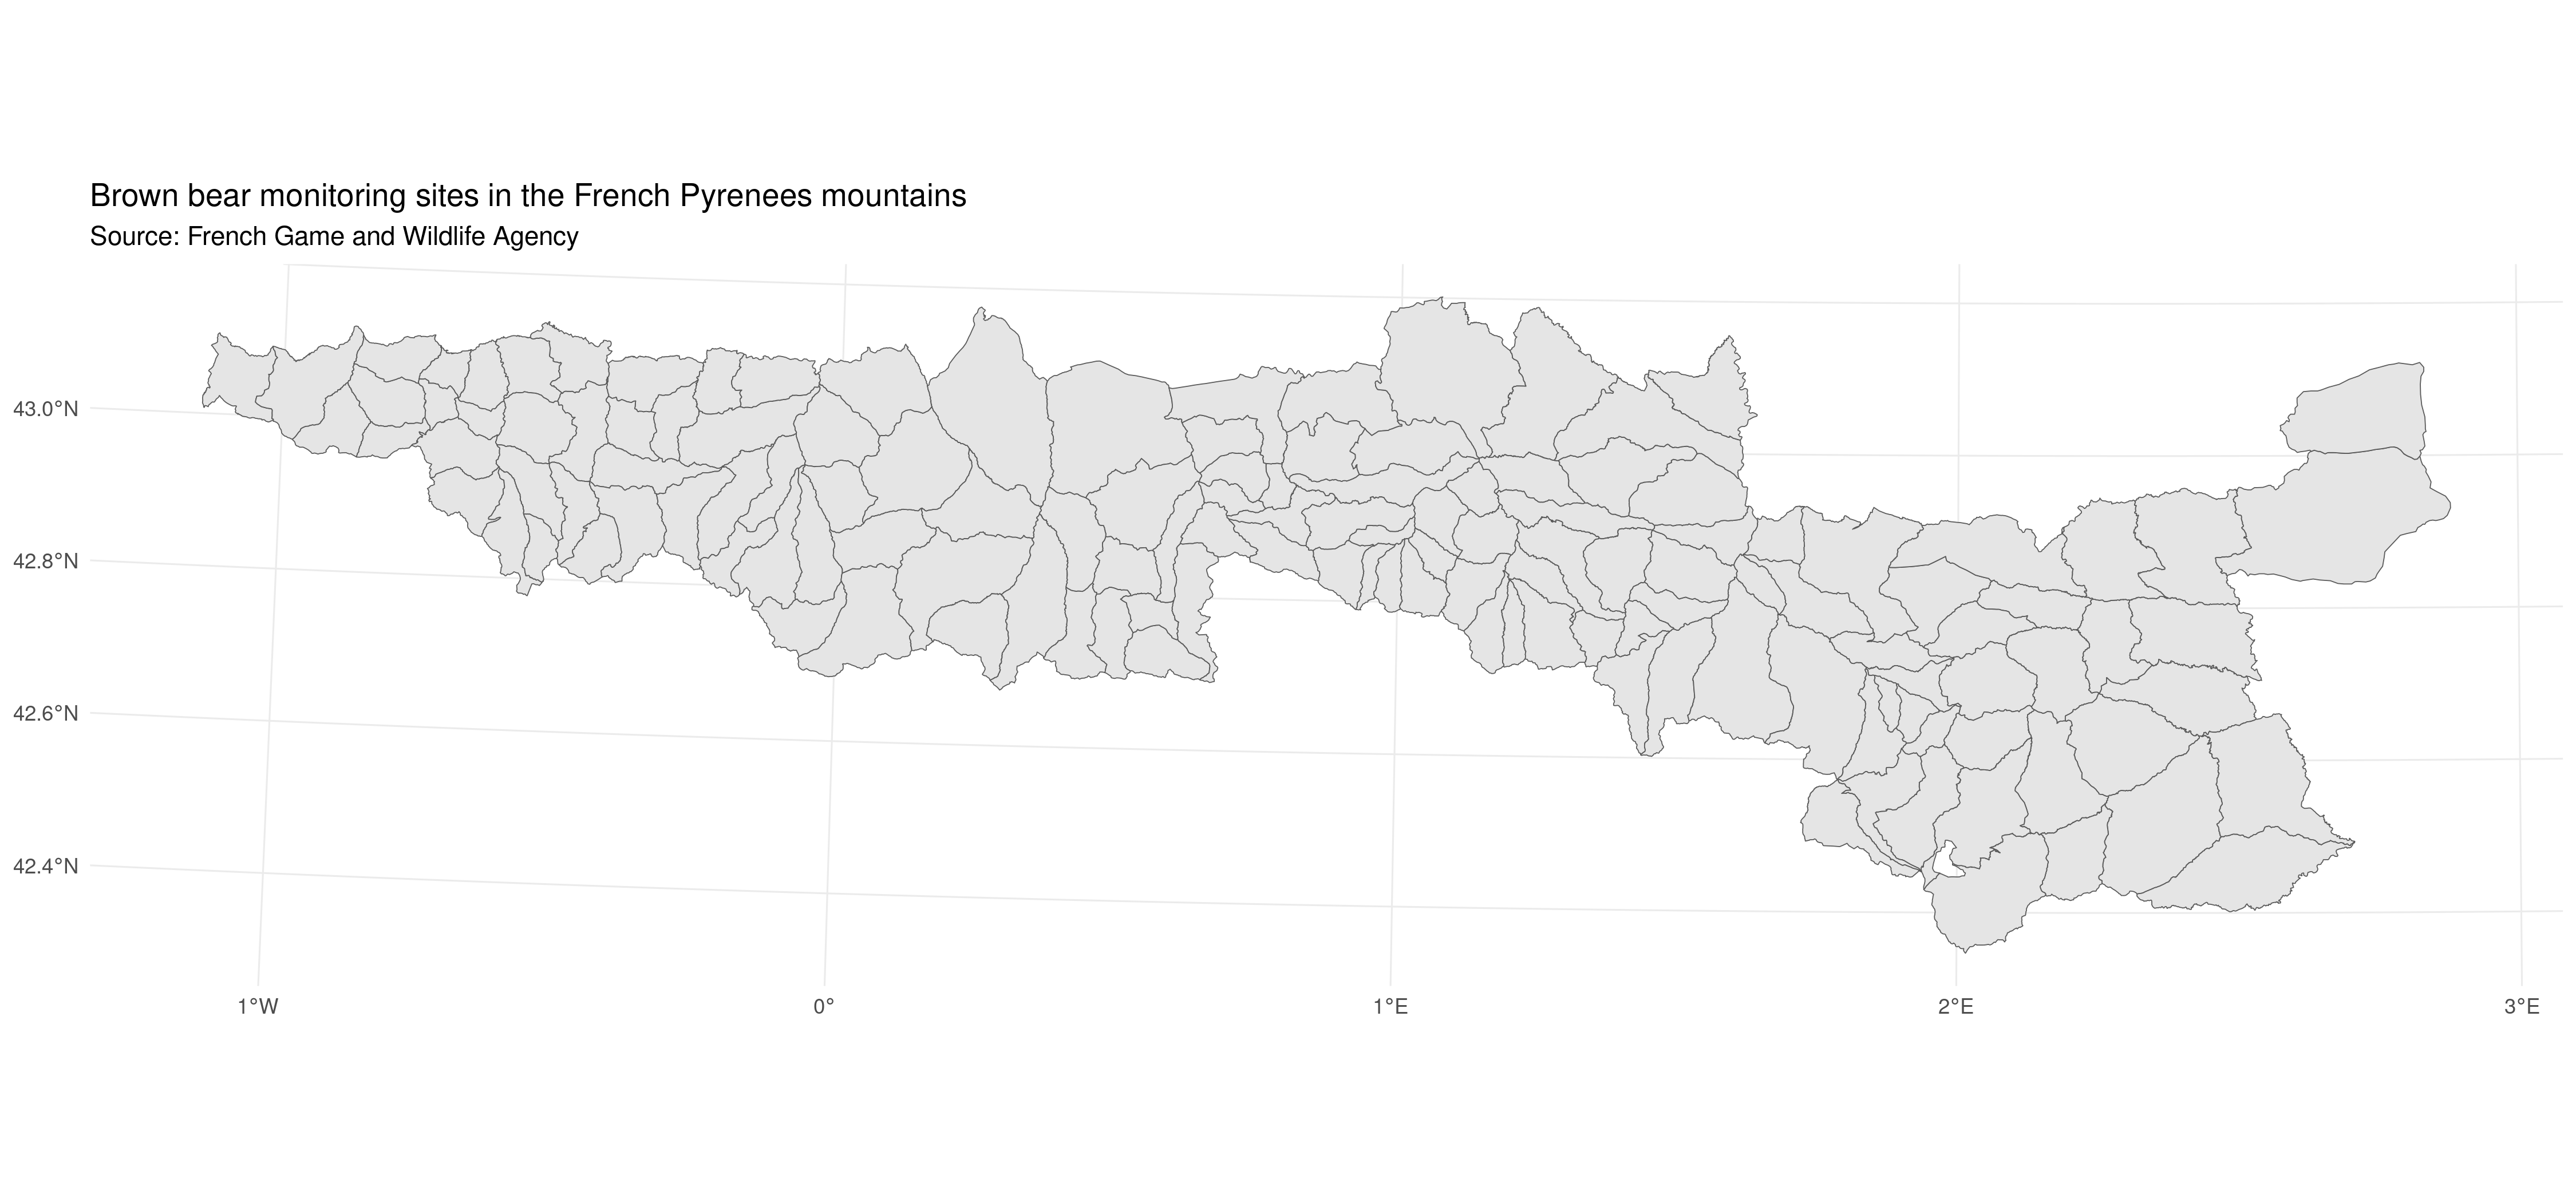 Brown bear monitoring sites in the French Pyrenees mountains
Source: French Game and Wildlife Agency
43.0°N
42.8°N
42.6°N
42.4°N
1°W
0°
1°E
2°E
3°E